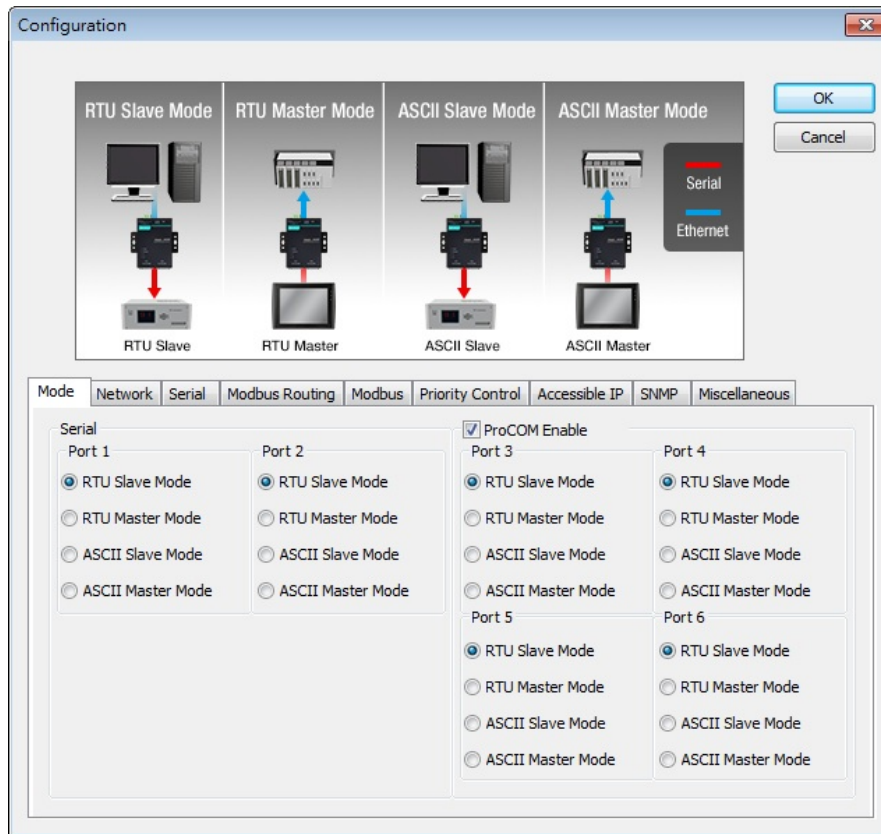 Configuration
RTU Slave Mode RTU Master Mode ASCII Slave Mode ASCII Master Mode
Serial
Ethernet
RTU Slave RTU Master ASCII Slave ASCII Master
OK
Cancel
Mode Network Serial Modbus Routing Modbus Priority Control Accessible IP SNMP Miscellaneous
Serial
Port 1
RTU Slave Mode
RTU Master Mode
ASCII Slave Mode
ASCII Master Mode
Port 2
RTU Slave Mode
RTU Master Mode
ASCII Slave Mode
ASCII Master Mode
ProCOM Enable
Port 3
RTU Slave Mode
RTU Master Mode
ASCII Slave Mode
ASCII Master Mode
Port 4
RTU Slave Mode
RTU Master Mode
ASCII Slave Mode
ASCII Master Mode
Port 5
RTU Slave Mode
RTU Master Mode
ASCII Slave Mode
ASCII Master Mode
Port 6
RTU Slave Mode
RTU Master Mode
ASCII Slave Mode
ASCII Master Mode